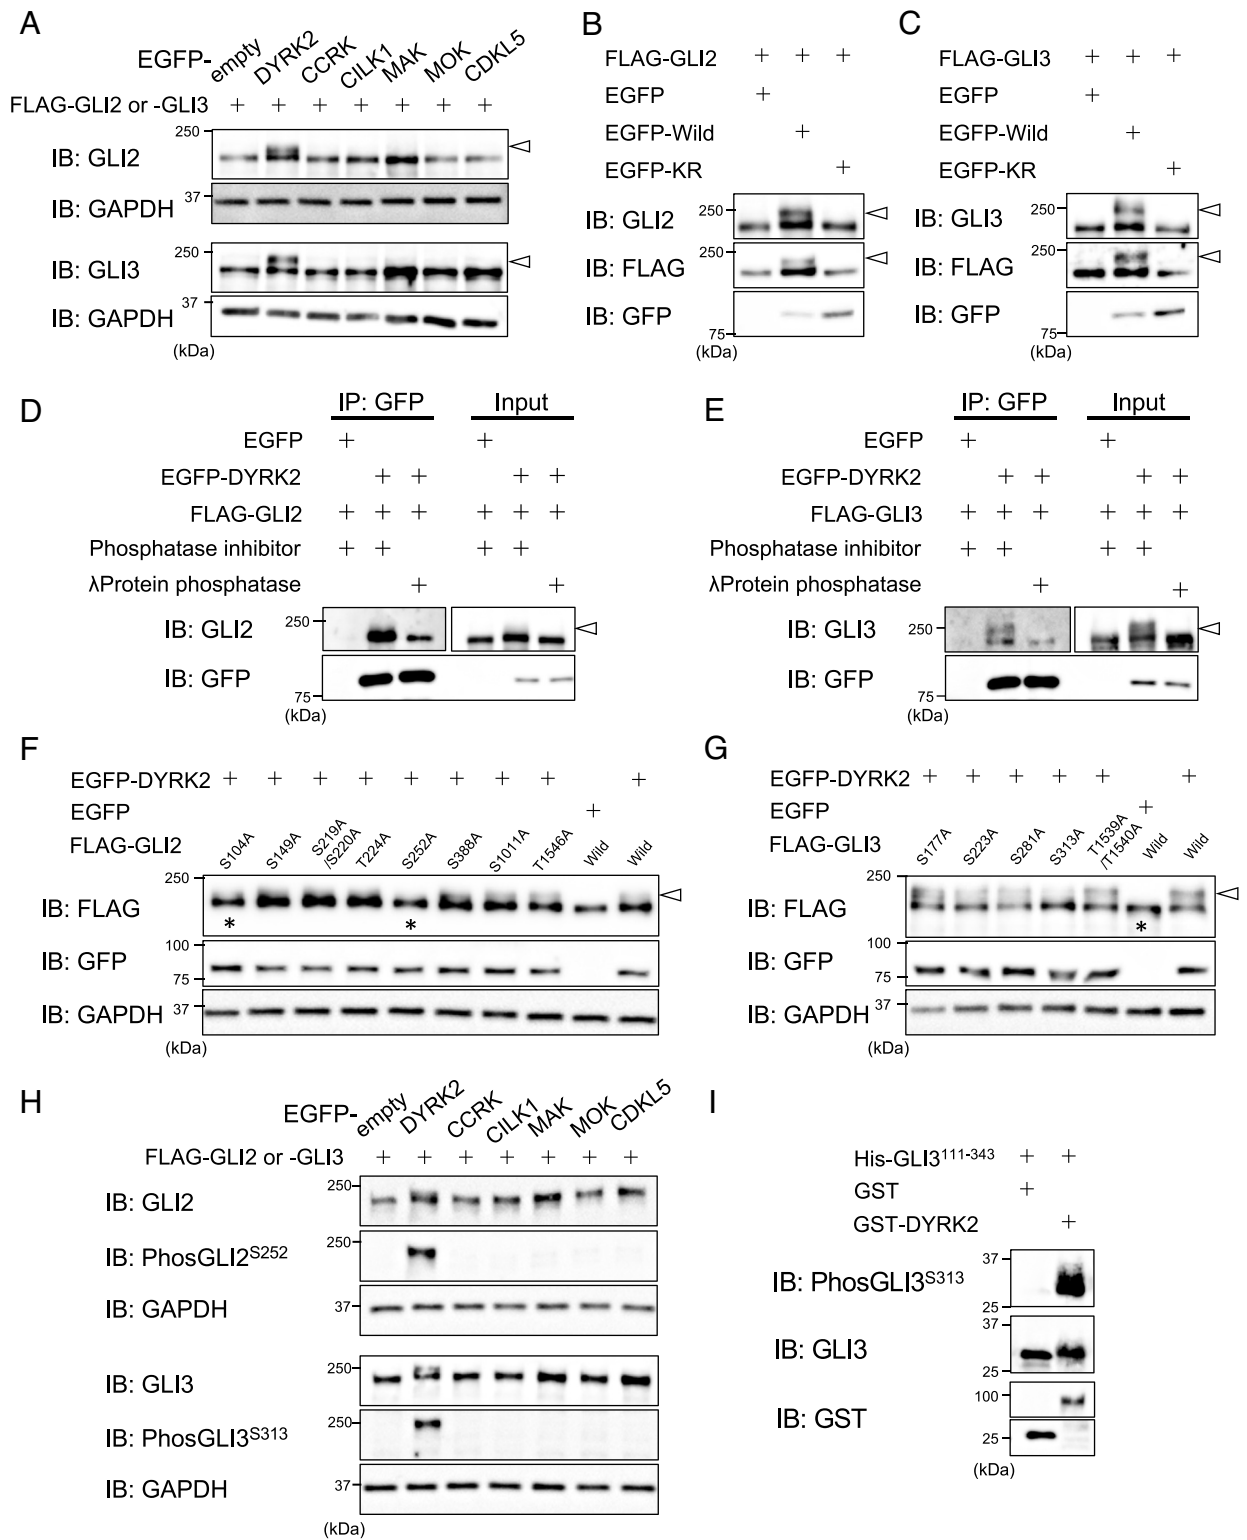 A
EGFP-
empty
DYRK2
CCRK
CILK1
MAK
MOK
CDKL5
FLAG-GLI2 or -GLI3 + + + + + + +
250
IB: GLI2
37
IB: GAPDH
IB: GLI3
250
37
IB: GAPDH
(kDa)
B
FLAG-GLI2 + + +
EGFP +
EGFP-Wild +
EGFP-KR +
250
IB: GLI2
IB: FLAG
250
IB: GFP
75
(kDa)
C
FLAG-GLI3 + + +
EGFP +
EGFP-Wild +
EGFP-KR +
250
IB: GLI3
IB: FLAG
250
IB: GFP
75
(kDa)
D
IP: GFP Input
EGFP + +
EGFP-DYRK2 + + + +
FLAG-GLI2 + + + + + +
Phosphatase inhibitor + + + +
λProtein phosphatase + +
250
IB: GLI2
IB: GFP
75
(kDa)
E
IP: GFP Input
EGFP + +
EGFP-DYRK2 + + + +
FLAG-GLI3 + + + + + +
Phosphatase inhibitor + + + +
λProtein phosphatase + +
250
IB: GLI3
IB: GFP
75
(kDa)
F
EGFP-DYRK2 + + + + + + + + +
EGFP +
FLAG-GLI2
S104A
S149A
S219A
/S220A
T224A
S252A
S388A
S1011A
T1546A
Wild
Wild
250
IB: FLAG
* *
100
IB: GFP
75
IB: GAPDH
37
(kDa)
G
EGFP-DYRK2 + + + + + +
EGFP +
FLAG-GLI3
S177A
S223A
S281A
S313A
T1539A
/T1540A
Wild
Wild
250
IB: FLAG
*
100
IB: GFP
75
37
IB: GAPDH
(kDa)
H
EGFP-
empty
DYRK2
CCRK
CILK1
MAK
MOK
CDKL5
FLAG-GLI2 or -GLI3 + + + + + + +
250
IB: GLI2
250
IB: PhosGLI2S252
37
IB: GAPDH
250
IB: GLI3
250
IB: PhosGLI3S313
37
IB: GAPDH
(kDa)
I
His-GLI3111-343 + +
GST +
GST-DYRK2 +
37
IB: PhosGLI3S313
25
37
IB: GLI3
25
100
IB: GST
25
(kDa)